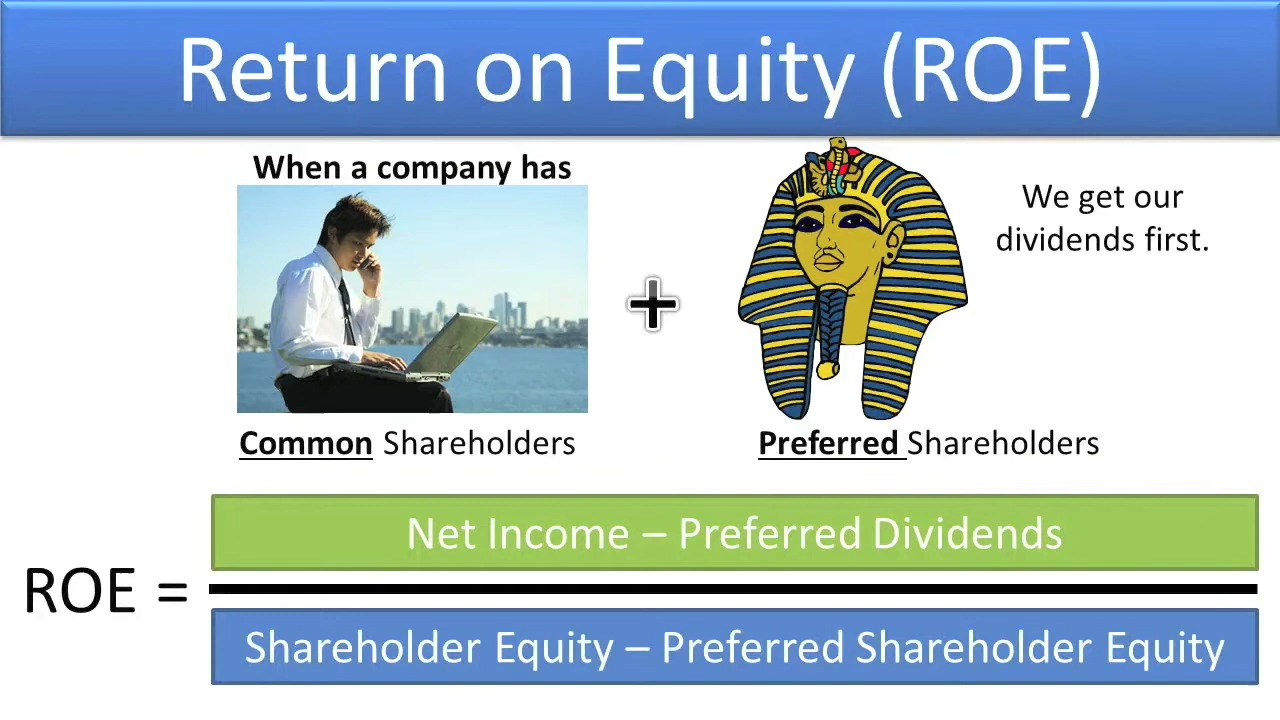 Return on Equity (ROE)
When a company has
We get our
dividends first.
Common Shareholders
Preferred Shareholders
Net Income – Preferred Dividends
ROE =
Shareholder Equity – Preferred Shareholder Equity